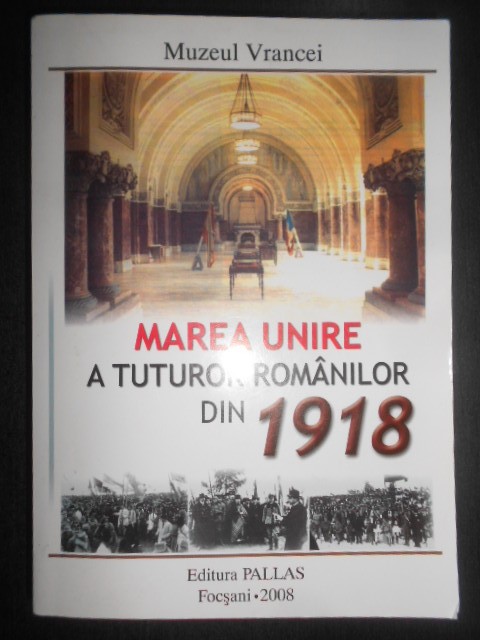 Muzeul Vrancei
MAREA UNIRE
A TUTUROR ROMÂNILOR
DIN 1918
Editura PALLAS
Focşani • 2008